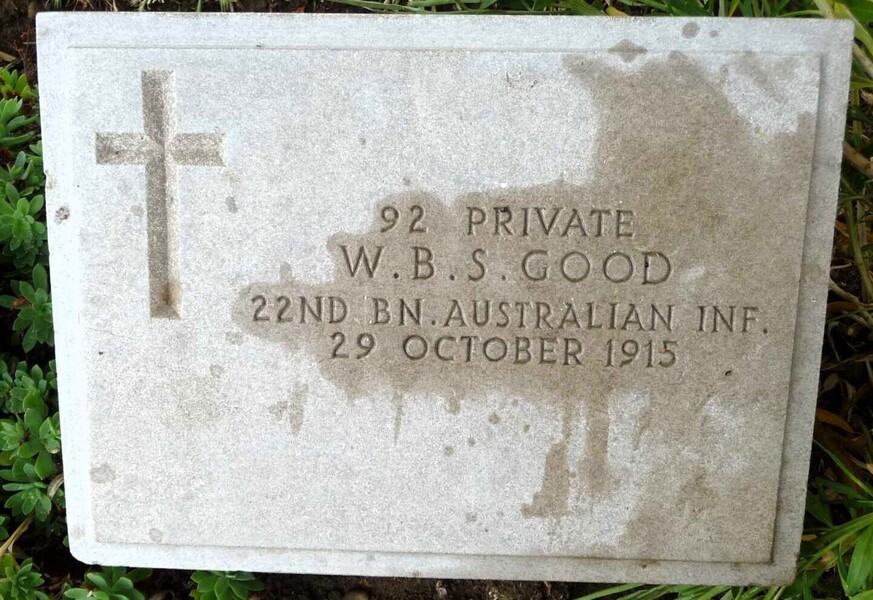 92 PRIVATE
W.B.S.GOOD
22ND BN.AUSTRALIAN INF.
29 OCTOBER 1915